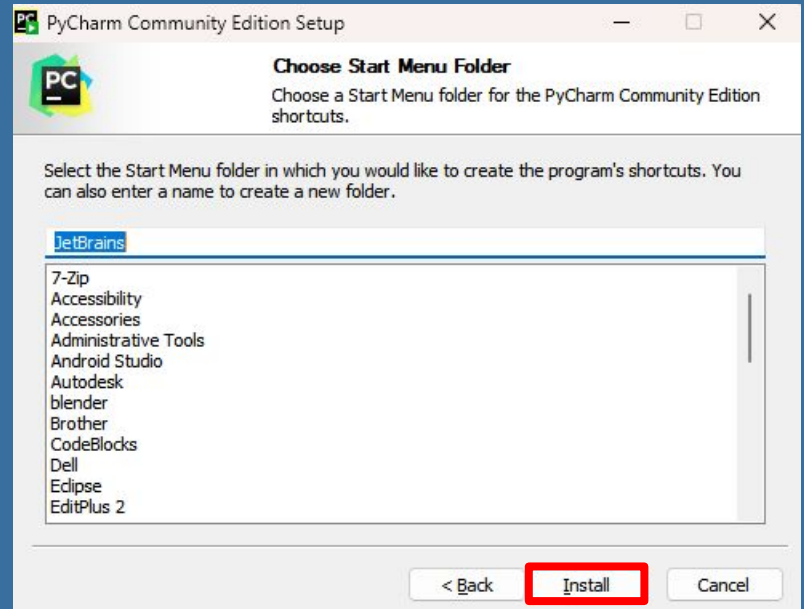 PC PyCharm Community Edition Setup
PC
Choose Start Menu Folder
Choose a Start Menu folder for the PyCharm Community Edition
shortcuts.
Select the Start Menu folder in which you would like to create the program's shortcuts. You
can also enter a name to create a new folder.
JetBrains
7-Zip
Accessibility
Accessories
Administrative Tools
Android Studio
Autodesk
blender
Brother
CodeBlocks
Dell
Eclipse
EditPlus 2
< Back Install Cancel